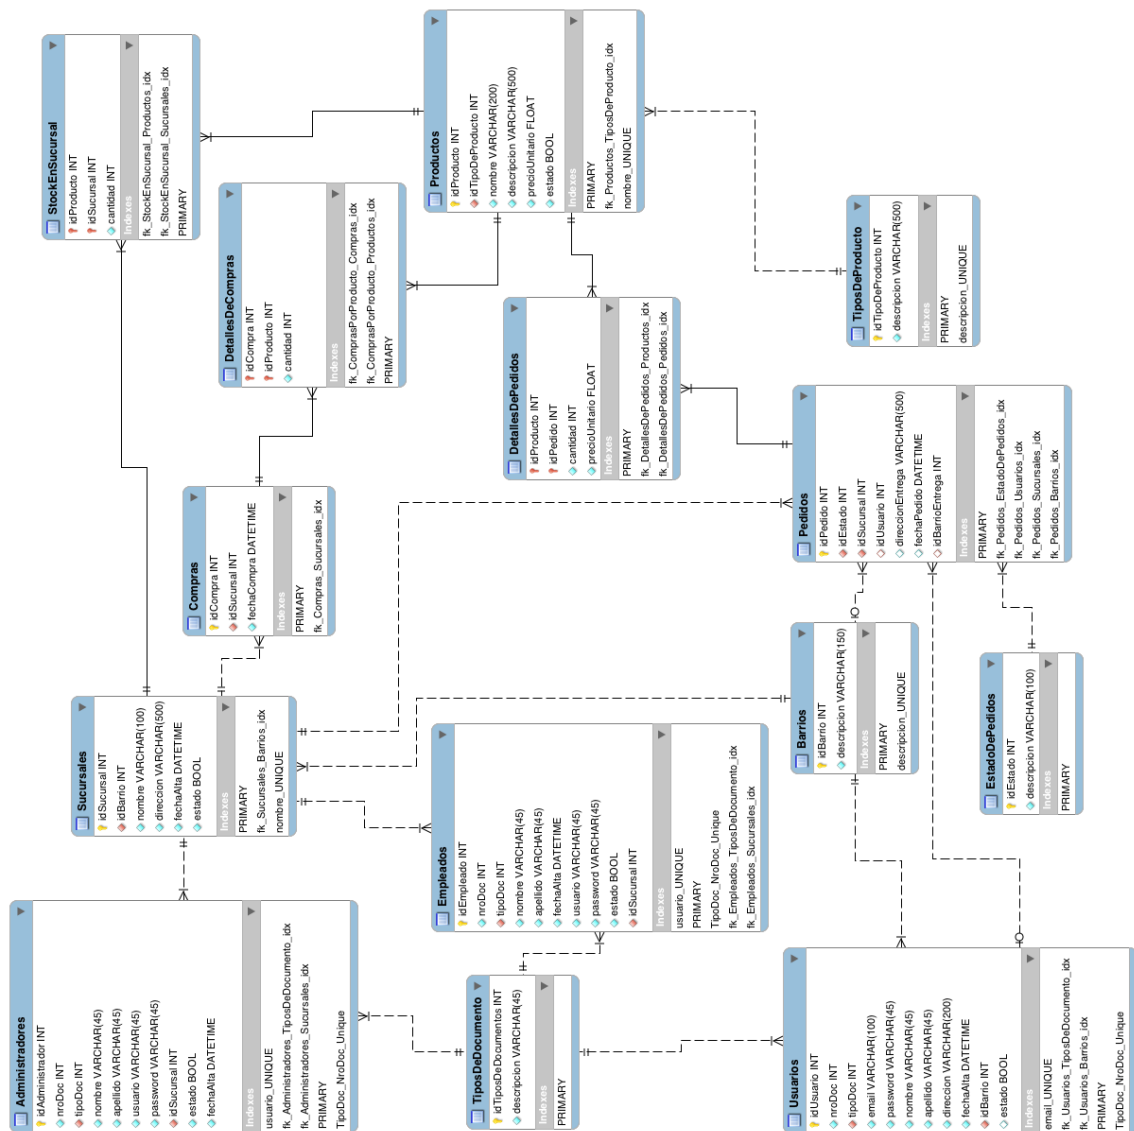 StockEnSucursal
idProducto INT
idSucursal INT
cantidad INT
Indexes
fk_StockEnSucursal_Productos_idx
fk_StockEnSucursal_Sucursales_idx
PRIMARY
Productos
idProducto INT
idTipoDeProducto INT
nombre VARCHAR(200)
descripcion VARCHAR(500)
precioUnitario FLOAT
estado BOOL
Indexes
PRIMARY
fk_Productos_TiposDeProducto_idx
nombre_UNIQUE
DetallesDeCompras
idCompra INT
idProducto INT
cantidad INT
Indexes
fk_ComprasPorProducto_Compras_idx
fk_ComprasPorProducto_Productos_idx
PRIMARY
TiposDeProducto
idTipoDeProducto INT
descripcion VARCHAR(500)
Indexes
PRIMARY
descripcion_UNIQUE
DetallesDePedidos
idProducto INT
idPedido INT
cantidad INT
precioUnitario FLOAT
Indexes
PRIMARY
fk_DetallesDePedidos_Productos_idx
fk_DetallesDePedidos_Pedidos_idx
Compras
idCompra INT
idSucursal INT
fechaCompra DATETIME
Indexes
PRIMARY
fk_Compras_Sucursales_idx
Pedidos
idPedido INT
idEstado INT
idSucursal INT
idUsuario INT
direccionEntrega VARCHAR(500)
fechaPedido DATETIME
idBarrioEntrega INT
Indexes
PRIMARY
fk_Pedidos_EstadoDePedidos_idx
fk_Pedidos_Usuarios_idx
fk_Pedidos_Sucursales_idx
fk_Pedidos_Barrios_idx
Sucursales
idSucursal INT
idBarrio INT
nombre VARCHAR(100)
direccion VARCHAR(500)
fechaAlta DATETIME
estado BOOL
Indexes
PRIMARY
fk_Sucursales_Barrios_idx
nombre_UNIQUE
Barrios
idBarrio INT
descripcion VARCHAR(150)
Indexes
PRIMARY
descripcion_UNIQUE
EstadoDePedidos
idEstado INT
descripcion VARCHAR(100)
Indexes
PRIMARY
Empleados
idEmpleado INT
nroDoc INT
tipoDoc INT
nombre VARCHAR(45)
apellido VARCHAR(45)
fechaAlta DATETIME
usuario VARCHAR(45)
password VARCHAR(45)
estado BOOL
idSucursal INT
Indexes
usuario_UNIQUE
PRIMARY
TipoDoc_NroDoc_Unique
fk_Empleados_TiposDeDocumento_idx
fk_Empleados_Sucursales_idx
Administradores
idAdministrador INT
nroDoc INT
tipoDoc INT
nombre VARCHAR(45)
apellido VARCHAR(45)
usuario VARCHAR(45)
password VARCHAR(45)
idSucursal INT
estado BOOL
fechaAlta DATETIME
Indexes
usuario_UNIQUE
fk_Admistradores_TiposDeDocumento_idx
fk_Admistradores_Sucursales_idx
PRIMARY
TipoDoc_NroDoc_Unique
TiposDeDocumento
idTiposDeDocumentos INT
descripcion VARCHAR(45)
Indexes
PRIMARY
Usuarios
idUsuario INT
nroDoc INT
tipoDoc INT
email VARCHAR(100)
password VARCHAR(45)
nombre VARCHAR(45)
apellido VARCHAR(45)
direccion VARCHAR(200)
fechaAlta DATETIME
idBarrio INT
estado BOOL
Indexes
email_UNIQUE
fk_Usuarios_TiposDeDocumento_idx
fk_Usuarios_Barrios_idx
PRIMARY
TipoDoc_NroDoc_Unique